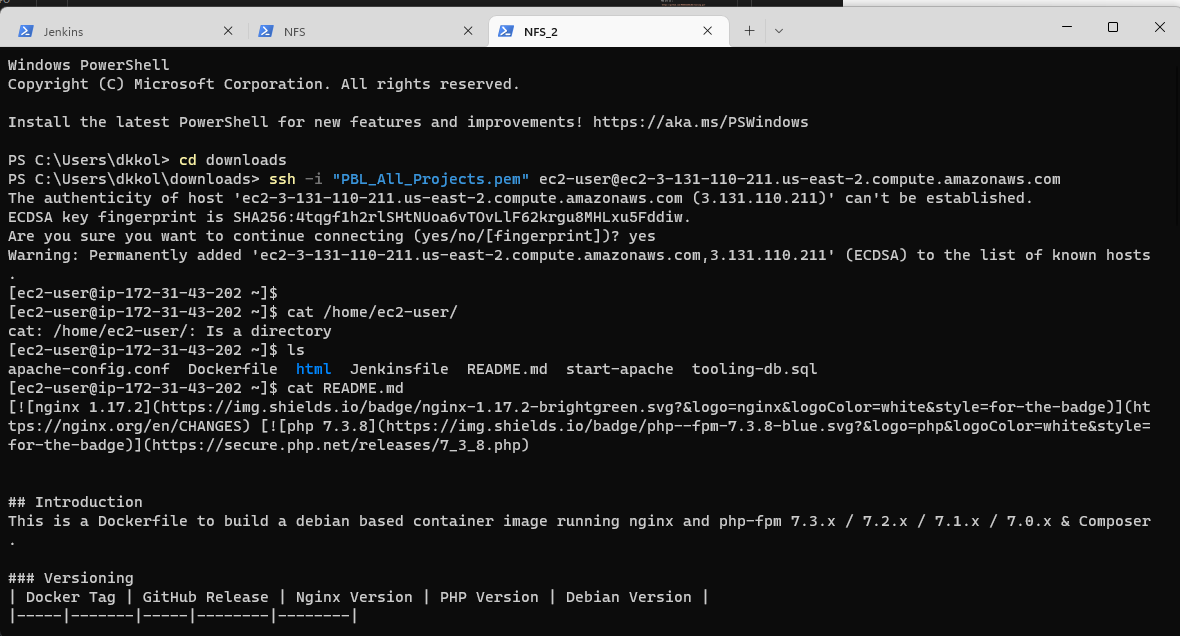 Jenkins
NFS
NFS_2
Windows PowerShell
Copyright (C) Microsoft Corporation. All rights reserved.
Install the latest PowerShell for new features and improvements! https://aka.ms/PSWindows
PS C:\Users\dkkol> cd downloads
PS C:\Users\dkkol\downloads> ssh -i "PBL_All_Projects.pem" ec2-user@ec2-3-131-110-211.us-east-2.compute.amazonaws.com
The authenticity of host 'ec2-3-131-110-211.us-east-2.compute.amazonaws.com (3.131.110.211)' can't be established.
ECDSA key fingerprint is SHA256:4tqgf1h2rlSHtNUoa6vTOvLlF62krgu8MHLxu5Fddiw.
Are you sure you want to continue connecting (yes/no/[fingerprint])? yes
Warning: Permanently added 'ec2-3-131-110-211.us-east-2.compute.amazonaws.com,3.131.110.211' (ECDSA) to the list of known hosts
.
[ec2-user@ip-172-31-43-202 ~]$
[ec2-user@ip-172-31-43-202 ~]$ cat /home/ec2-user/
cat: /home/ec2-user/: Is a directory
[ec2-user@ip-172-31-43-202 ~]$ ls
apache-config.conf  Dockerfile  html  Jenkinsfile  README.md  start-apache  tooling-db.sql
[ec2-user@ip-172-31-43-202 ~]$ cat README.md
[![nginx 1.17.2](https://img.shields.io/badge/nginx-1.17.2-brightgreen.svg?&logo=nginx&logoColor=white&style=for-the-badge)](ht
tps://nginx.org/en/CHANGES) [![php 7.3.8](https://img.shields.io/badge/php--fpm-7.3.8-blue.svg?&logo=php&logoColor=white&style=
for-the-badge)](https://secure.php.net/releases/7_3_8.php)
## Introduction
This is a Dockerfile to build a debian based container image running nginx and php-fpm 7.3.x / 7.2.x / 7.1.x / 7.0.x & Composer
.
### Versioning
| Docker Tag | GitHub Release | Nginx Version | PHP Version | Debian Version |
|-----|-------|-----|--------|--------|